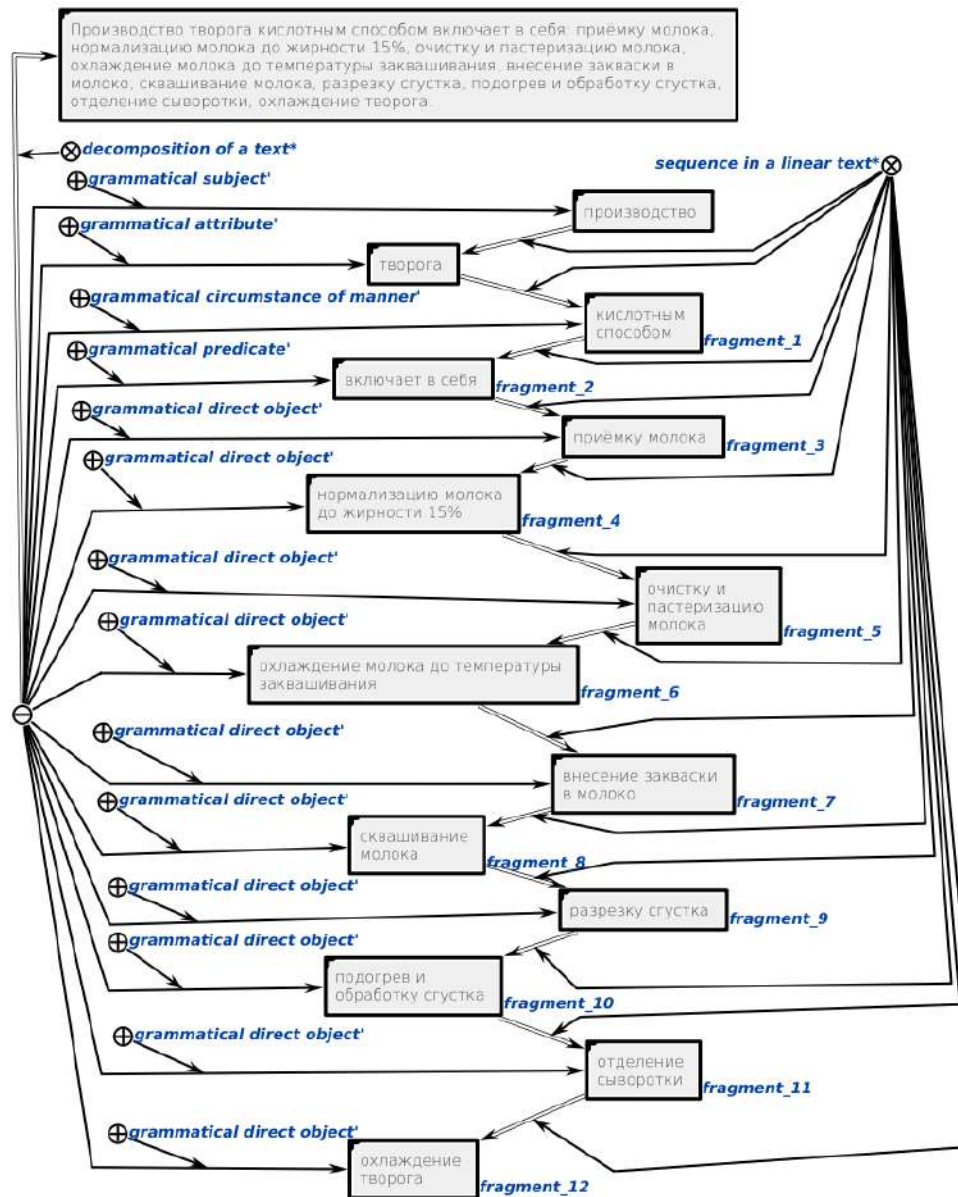 Производство творога кислотным способом включает в себя: приёмку молока,
нормализацию молока до жирности 15%, очистку и пастеризацию молока,
охлаждение молока до температуры заквашивания, внесение закваски в
молоко, сквашивание молока, разрезку сгустка, подогрев и обработку сгустка,
отделение сыворотки, охлаждение творога.
decomposition of a text*
sequence in a linear text*
grammatical subject'
производство
grammatical attribute'
творога
grammatical circumstance of manner'
кислотным
способом
fragment_1
grammatical predicate'
включает в себя
fragment_2
grammatical direct object'
приёмку молока
fragment_3
grammatical direct object'
нормализацию молока
до жирности 15%
fragment_4
grammatical direct object'
очистку и
пастеризацию
молока
fragment_5
grammatical direct object'
охлаждение молока до температуры
заквашивания
fragment_6
grammatical direct object'
внесение закваски
в молоко
fragment_7
grammatical direct object'
сквашивание
молока
fragment_8
grammatical direct object'
разрезку сгустка
fragment_9
grammatical direct object'
подогрев и
обработку сгустка
fragment_10
grammatical direct object'
отделение
сыворотки
fragment_11
grammatical direct object'
охлаждение
творога
fragment_12